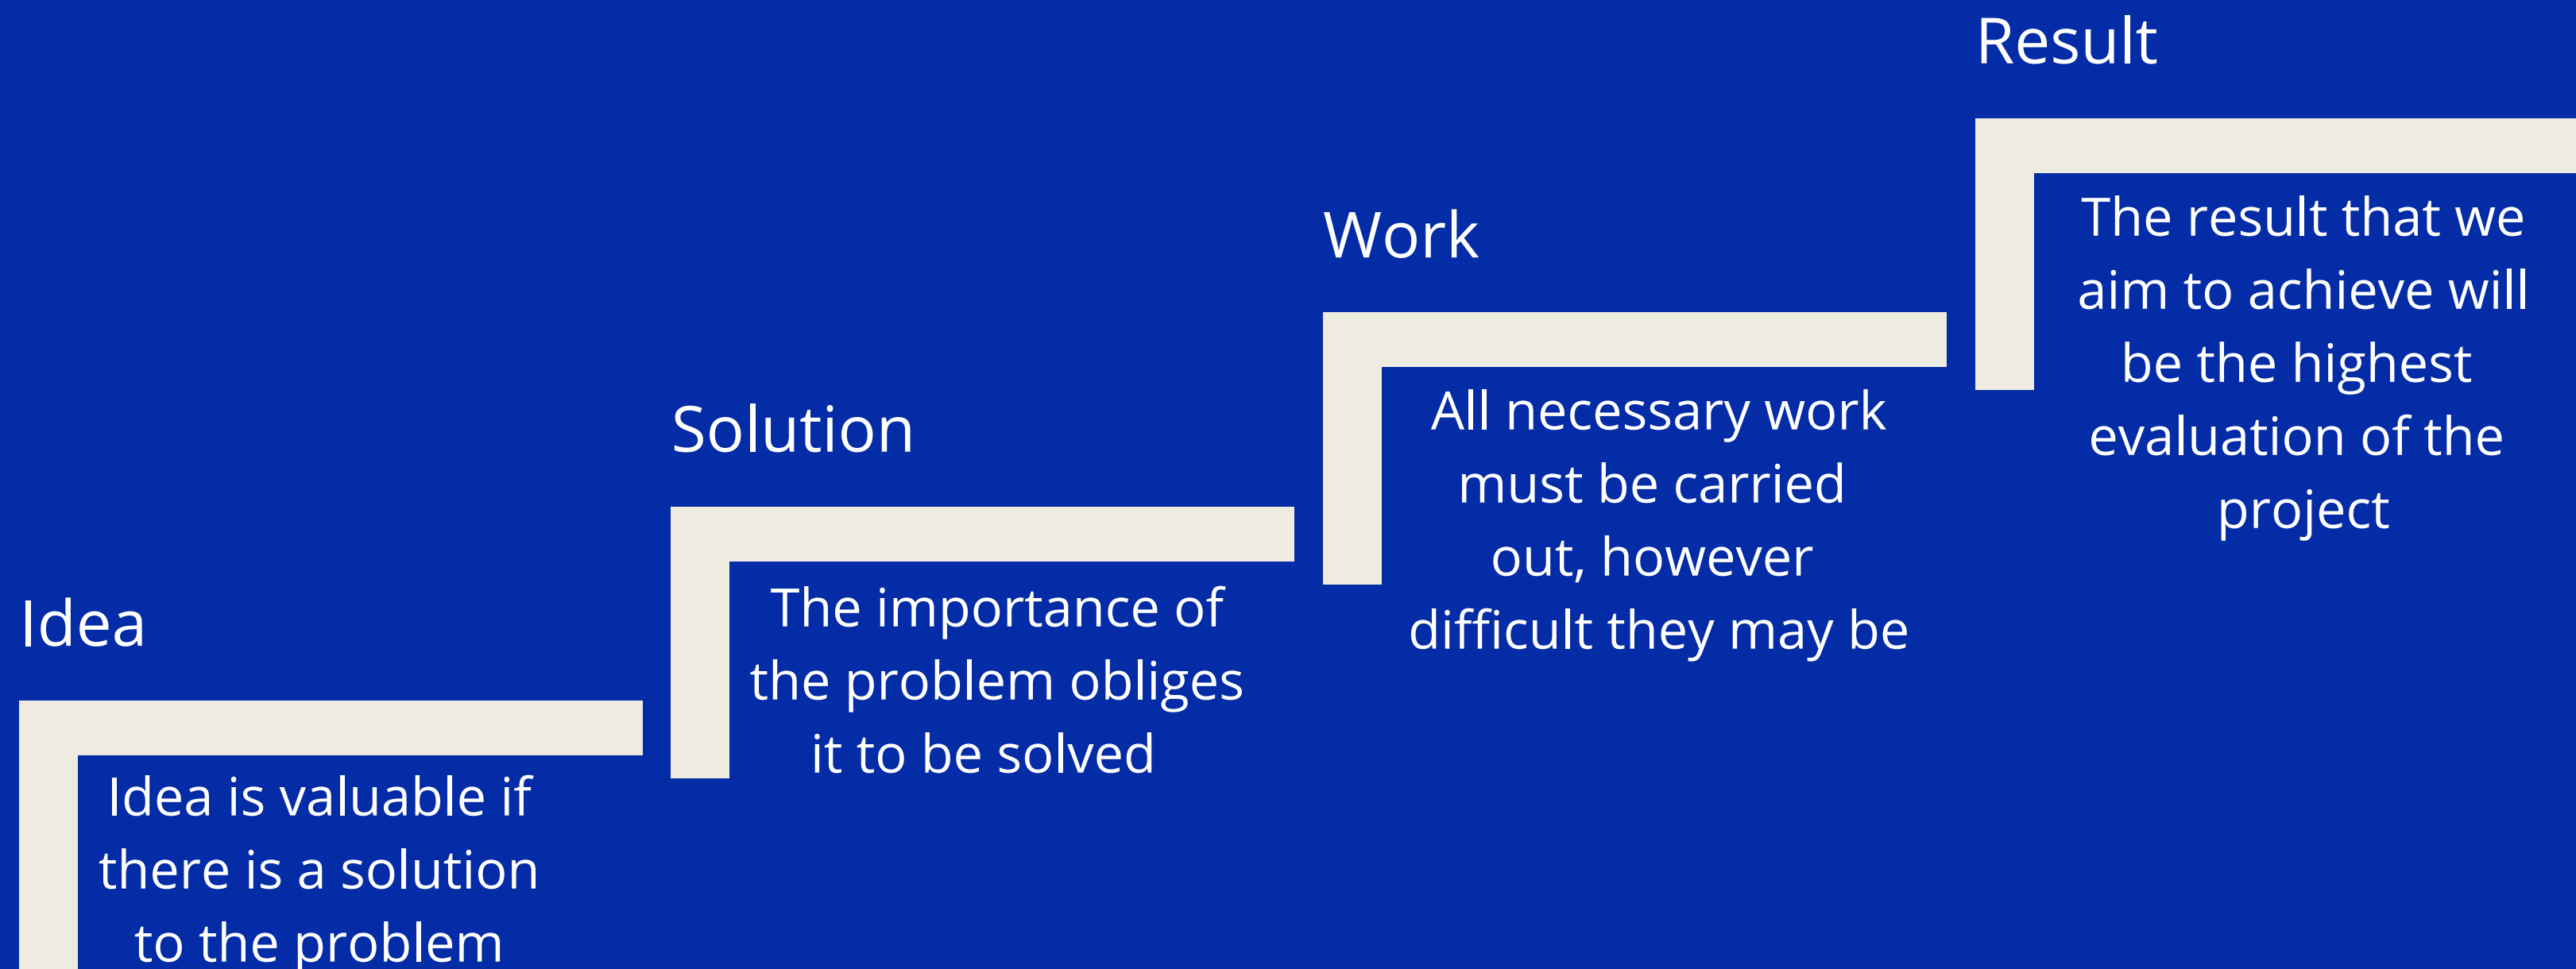 Idea
Idea is valuable if
there is a solution
to the problem
Solution
The importance of
the problem obliges
it to be solved
Work
All necessary work
must be carried
out, however
difficult they may be
Result
The result that we
aim to achieve will
be the highest
evaluation of the
project